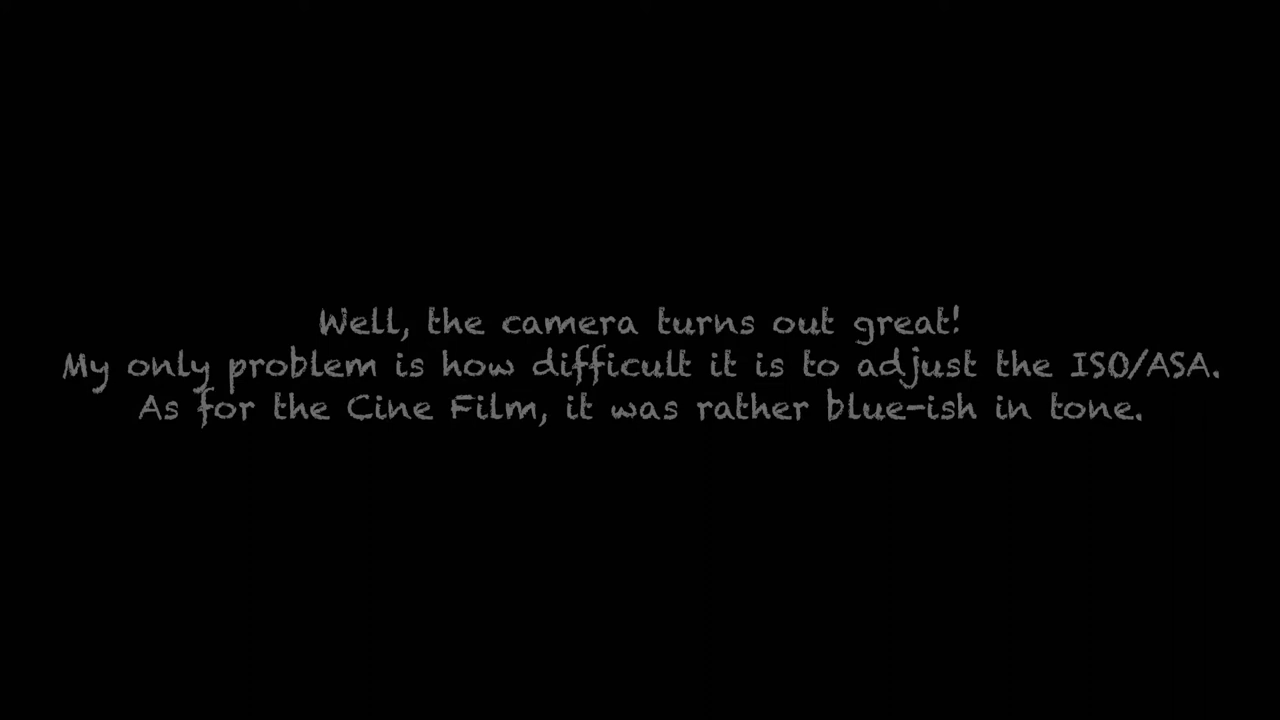 Well, the camera turns out great!
My only problem is how difficult it is to adjust the ISO/ASA.
As for the Cine Film, it was rather blue-ish in tone.